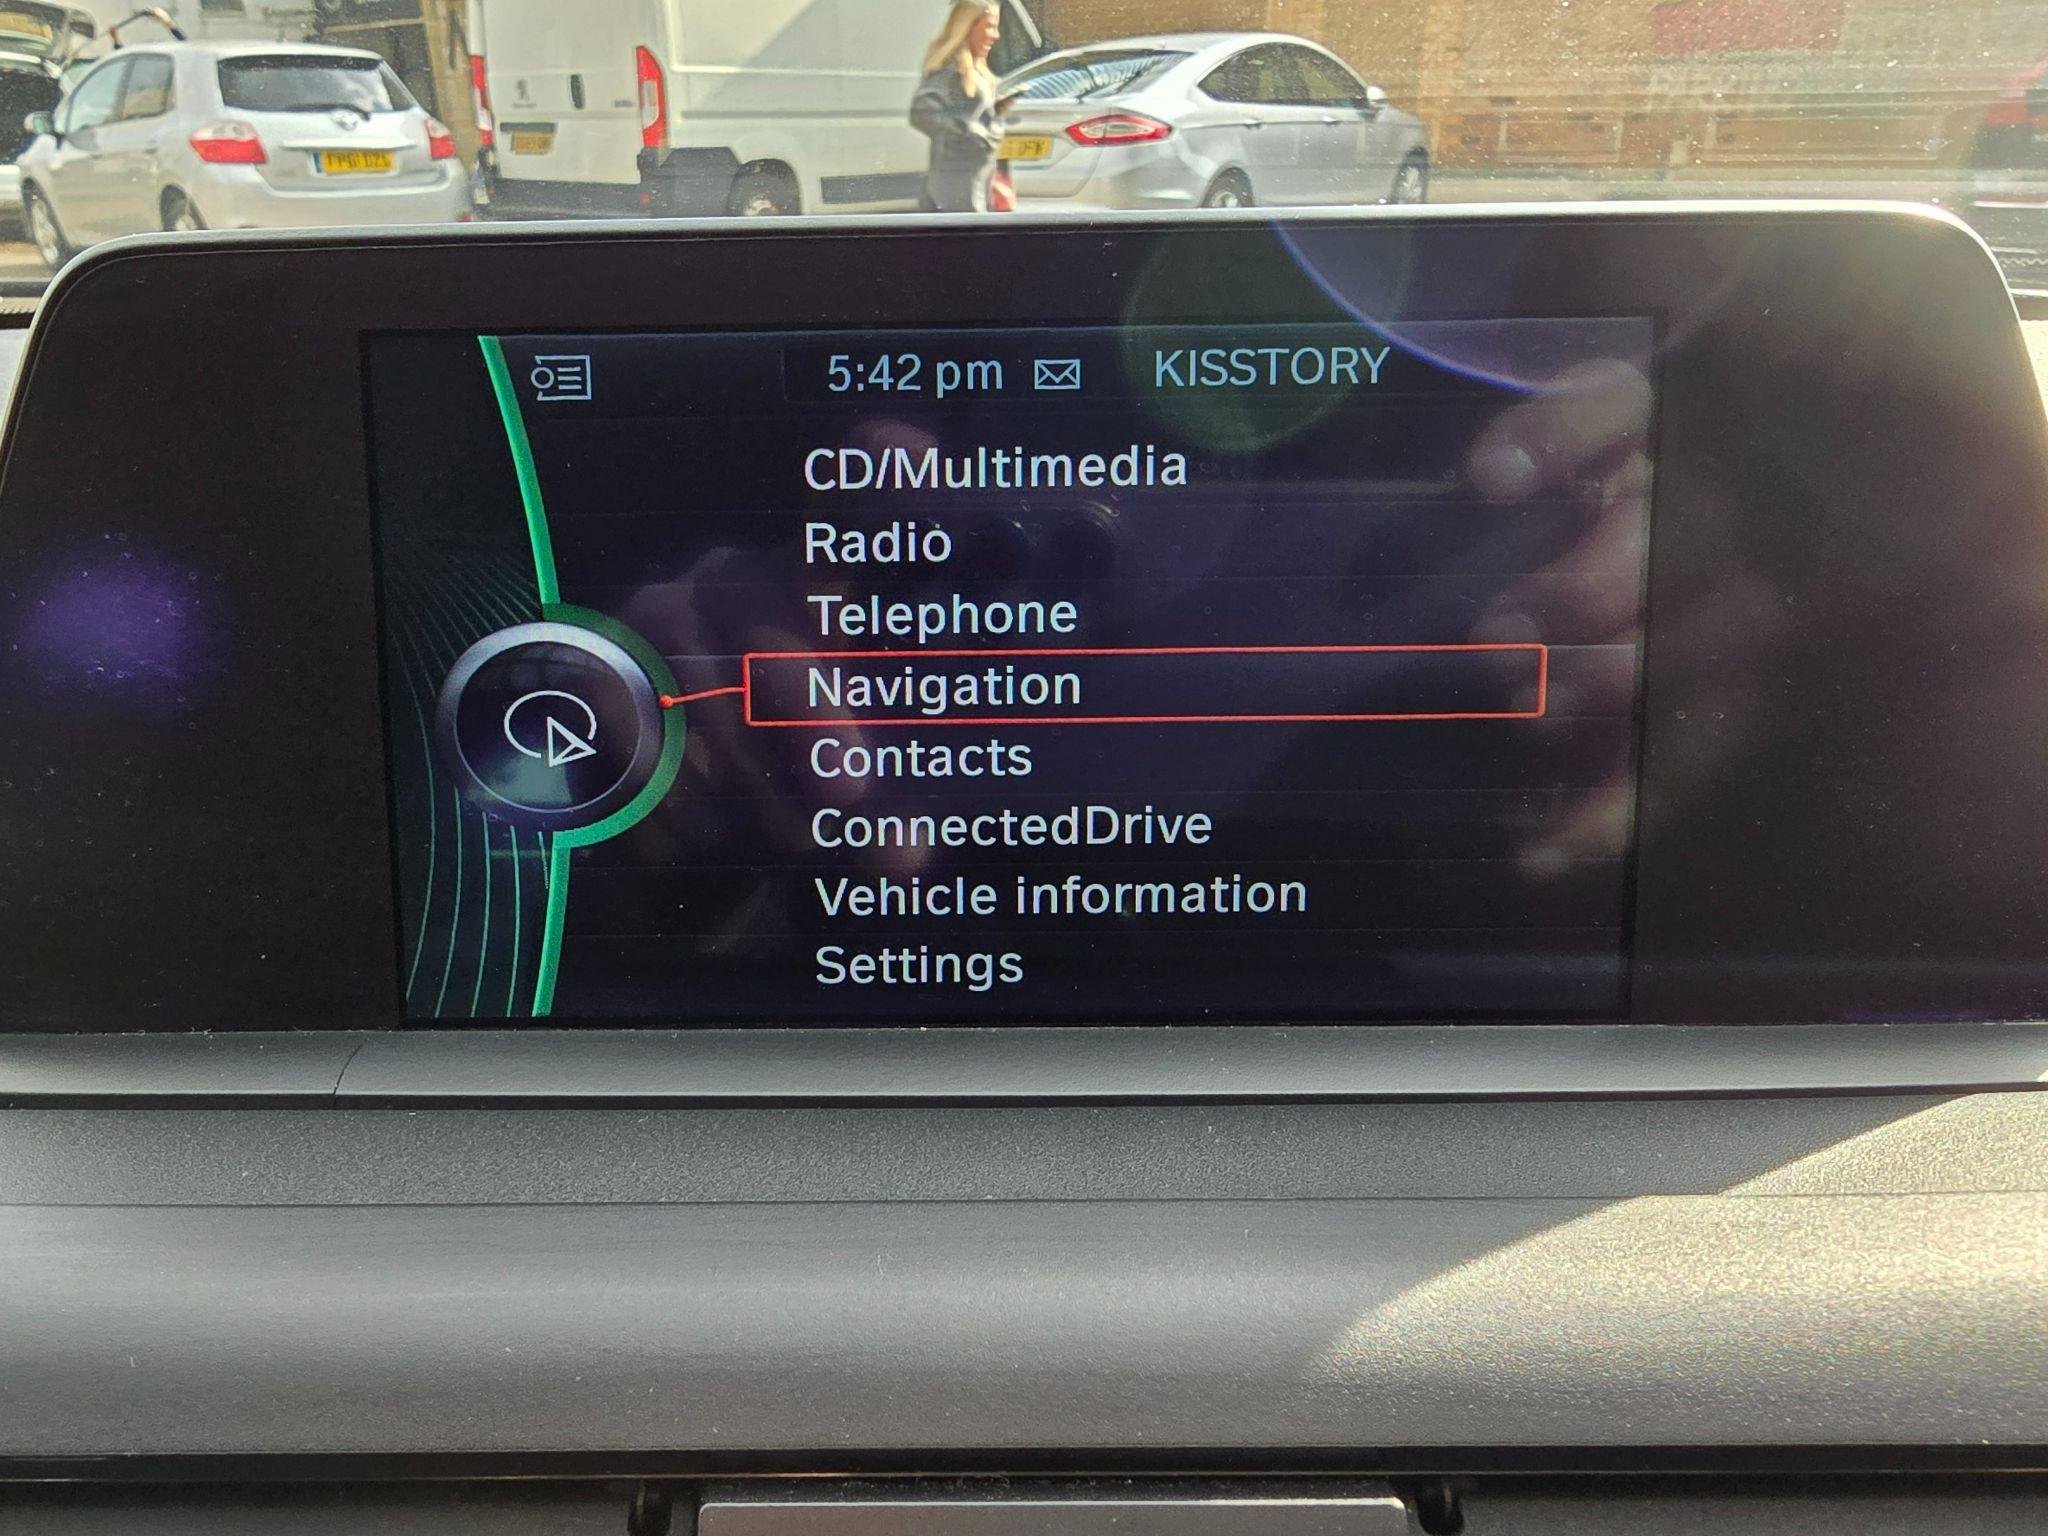 5:42 pm KISSTORY
CD/Multimedia
Radio
Telephone
Navigation
Contacts
ConnectedDrive
Vehicle information
Settings